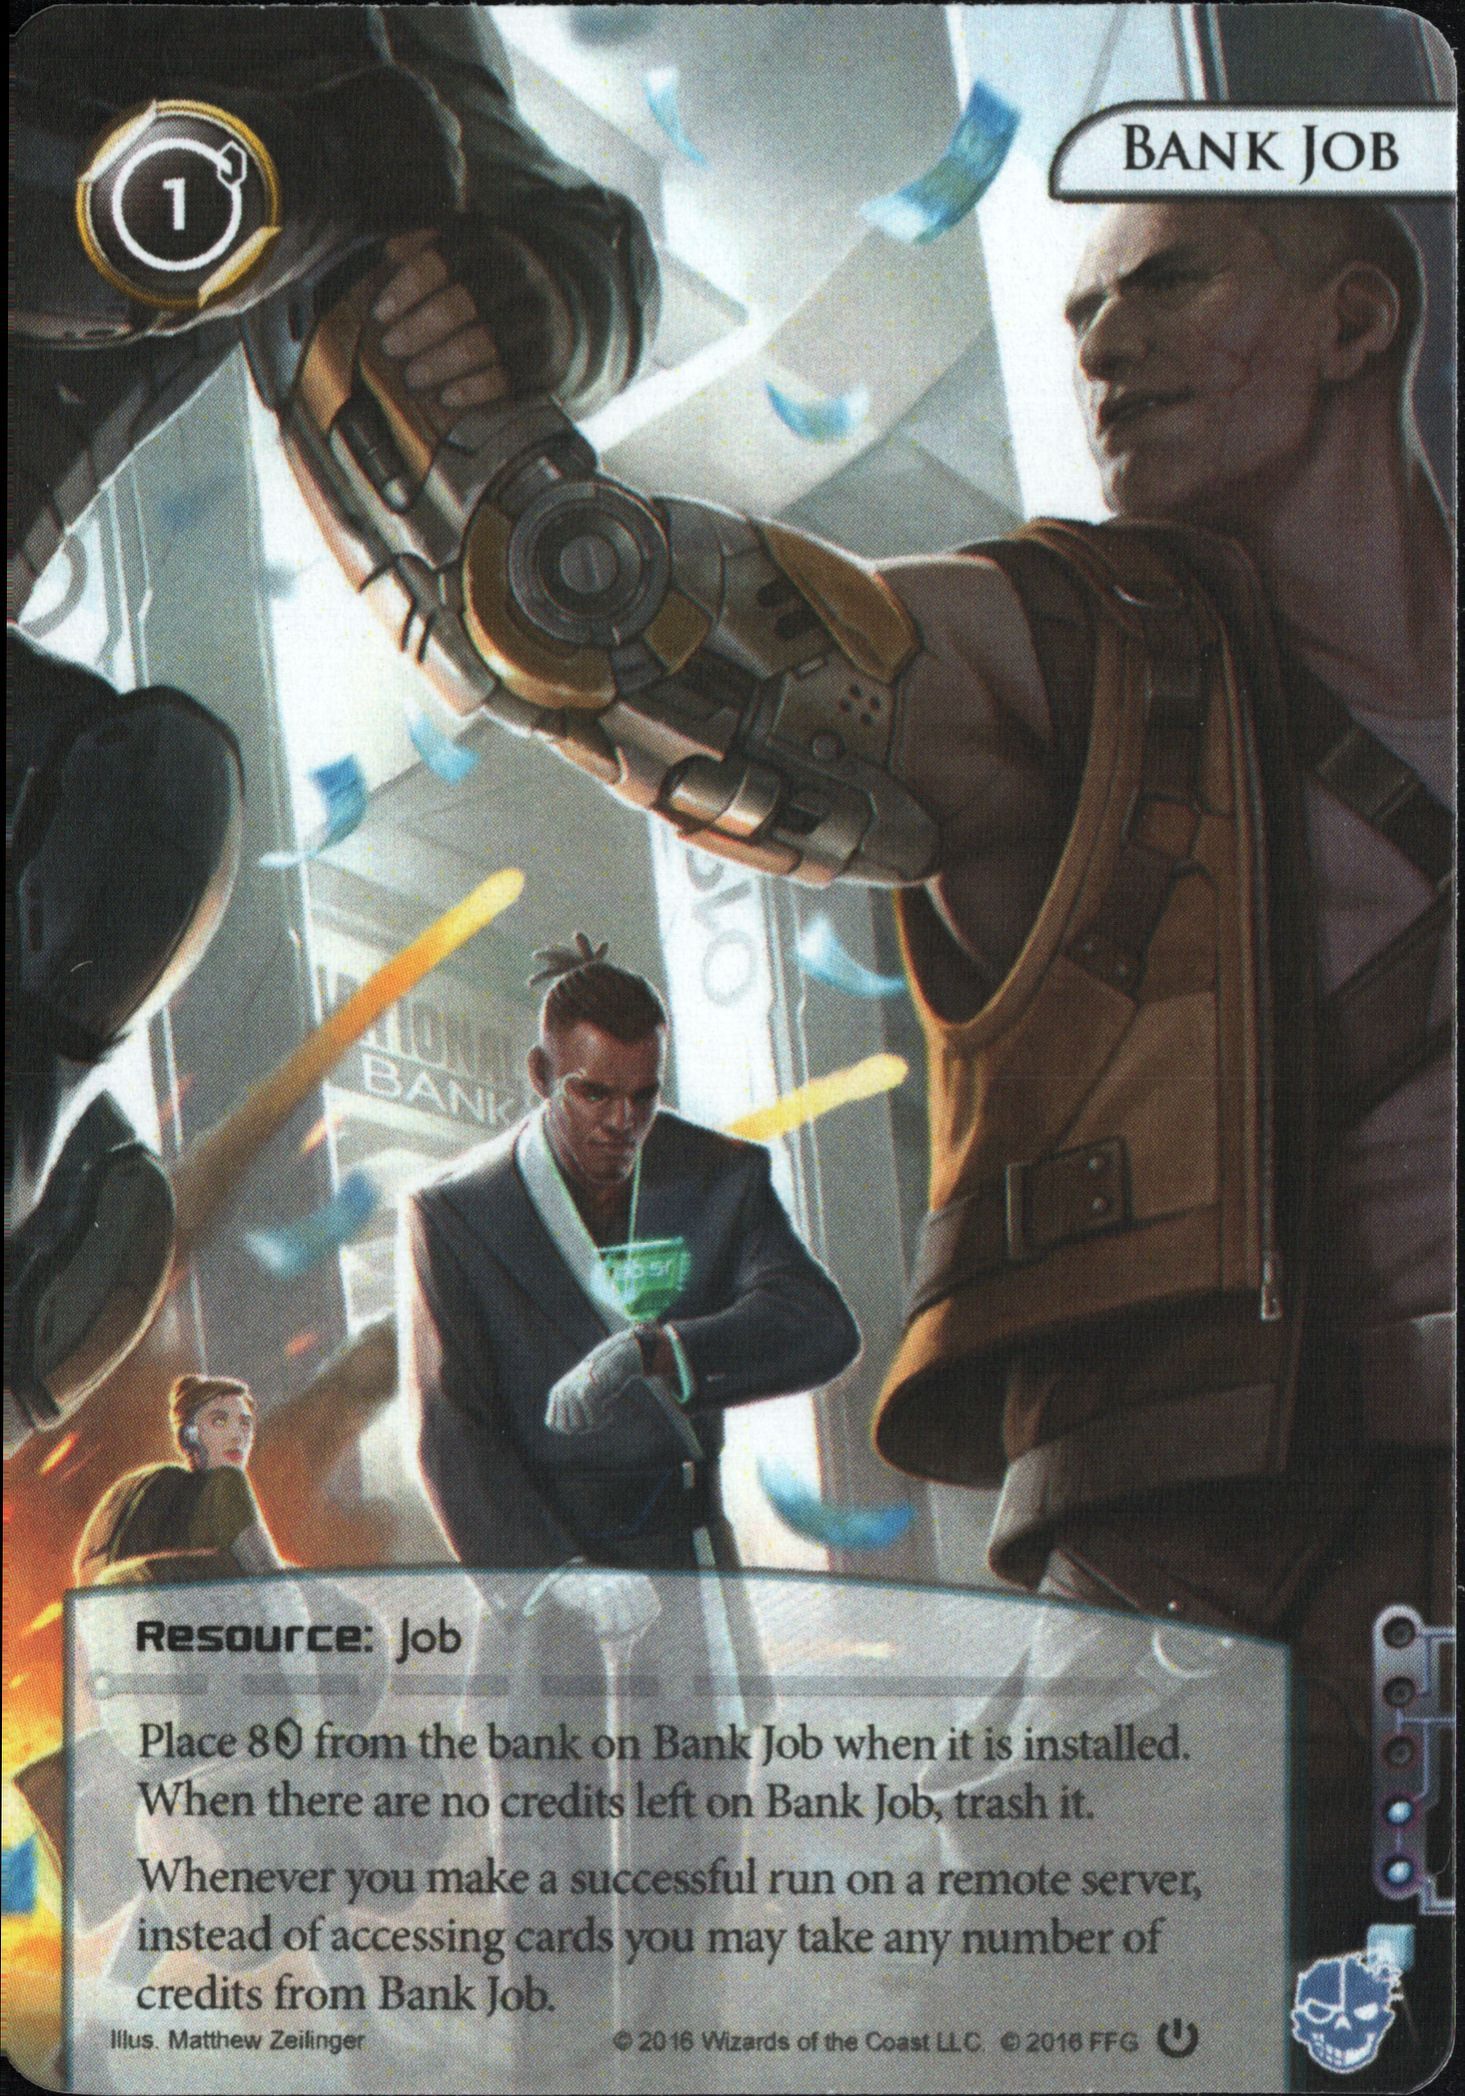 1
BANK JOB
BANK
Resource: Job
Place 8 from the bank on Bank Job when it is installed.
When there are no credits left on Bank Job, trash it.
Whenever you make a successful run on a remote server,
instead of accessing cards you may take any number of
credits from Bank Job.
Illus. Matthew Zeilinger
© 2016 Wizards of the Coast LLC. © 2016 FFG